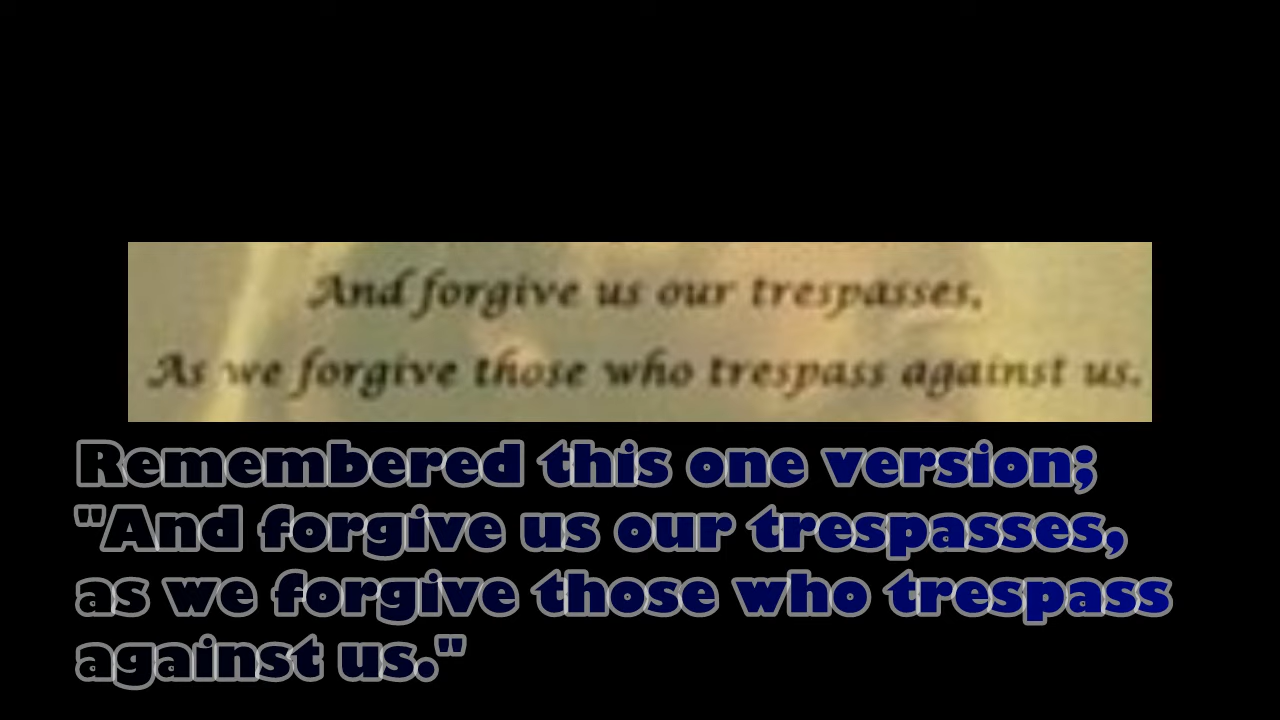 And forgive us our trespasses,
As we forgive those who trespass against us.
Remembered this one version;
"And forgive us our trespasses,
as we forgive those who trespass
against us."